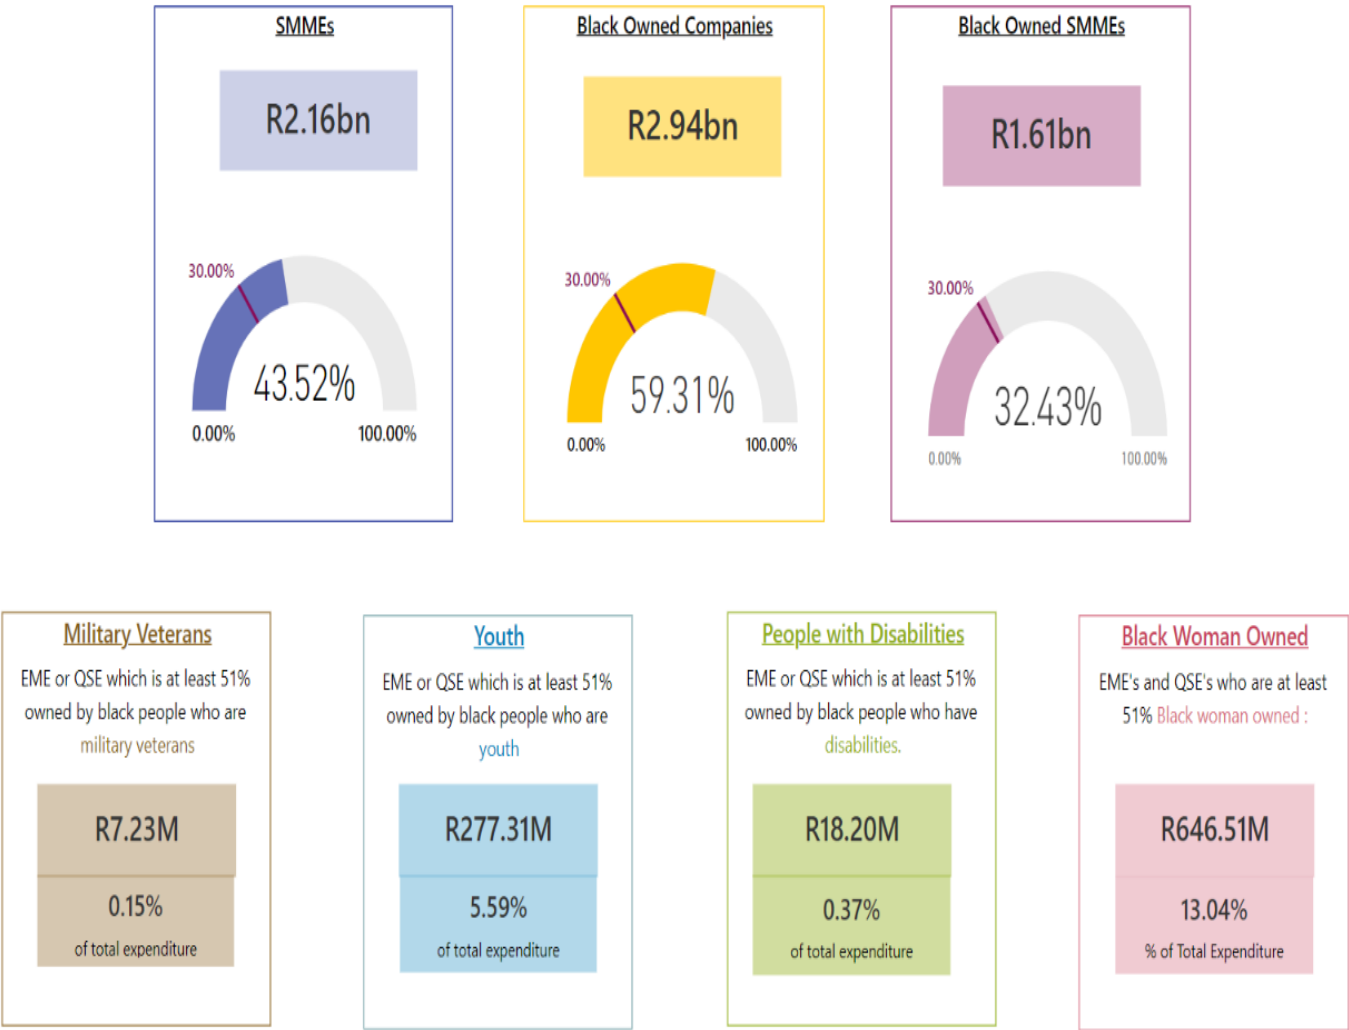 SMMEs
R2.16bn
30.00%
43.52%
0.00%
100.00%
Black Owned Companies
R2.94bn
30.00%
59.31%
0.00%
100.00%
Black Owned SMMEs
R1.61bn
30.00%
32.43%
0.00%
100.00%
Military Veterans
EME or QSE which is at least 51%
owned by black people who are
military veterans
R7.23M
0.15%
of total expenditure
Youth
EME or QSE which is at least 51%
owned by black people who are
youth
R277.31M
5.59%
of total expenditure
People with Disabilities
EME or QSE which is at least 51%
owned by black people who have
disabilities.
R18.20M
0.37%
of total expenditure
Black Woman Owned
EME's and QSE's who are at least
51% Black woman owned :
R646.51M
13.04%
% of Total Expenditure